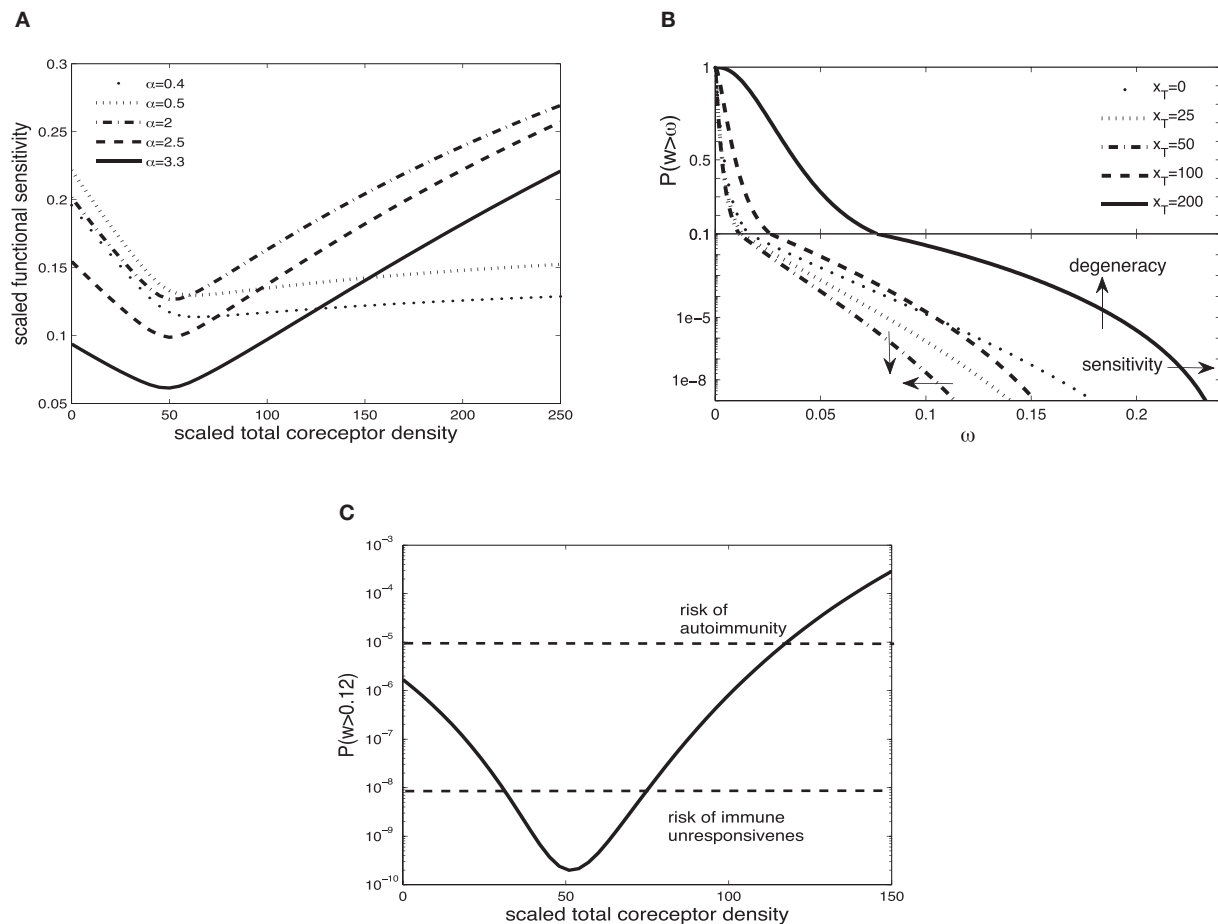 A
0.3
0.25
0.2
0.15
0.1
0.05
scaled functional sensitivity
α=0.4
α=0.5
α=2
α=2.5
α=3.3
0 50 100 150 200 250
scaled total coreceptor density
B
1
0.5
0.1
1e-5
1e-8
P(w>ω)
x_T=0
x_T=25
x_T=50
x_T=100
x_T=200
degeneracy
sensitivity
0 0.05 0.1 0.15 0.2
ω
C
10⁻³
10⁻⁴
10⁻⁵
10⁻⁶
10⁻⁷
10⁻⁸
10⁻⁹
10⁻¹⁰
P(w>0.12)
risk of
autoimmunity
risk of immune
unresponsivenes
0 50 100 150
scaled total coreceptor density